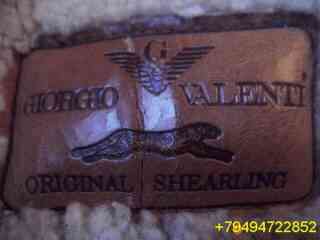 G
GIORGIO VALENTI
ORIGINAL SHEARLING
+79494722852